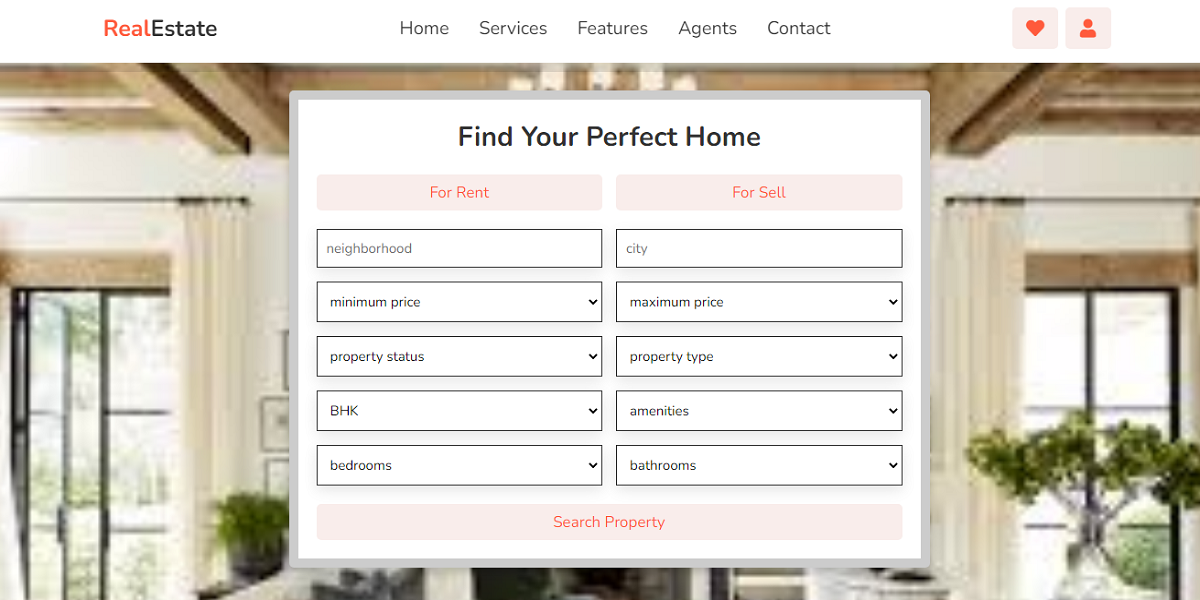 RealEstate
Home Services Features Agents Contact
Find Your Perfect Home
For Rent For Sell
neighborhood city
minimum price maximum price
property status property type
BHK amenities
bedrooms bathrooms
Search Property